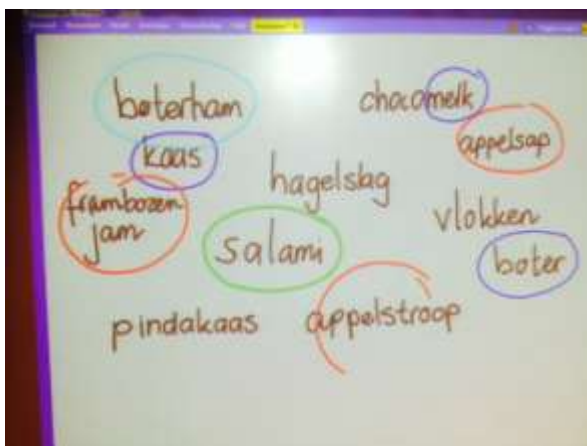 boterham
chocomelk
kaas
appelsap
hagelslag
frambozen
jam
vlokken
salami
boter
pindakaas
appelstroop